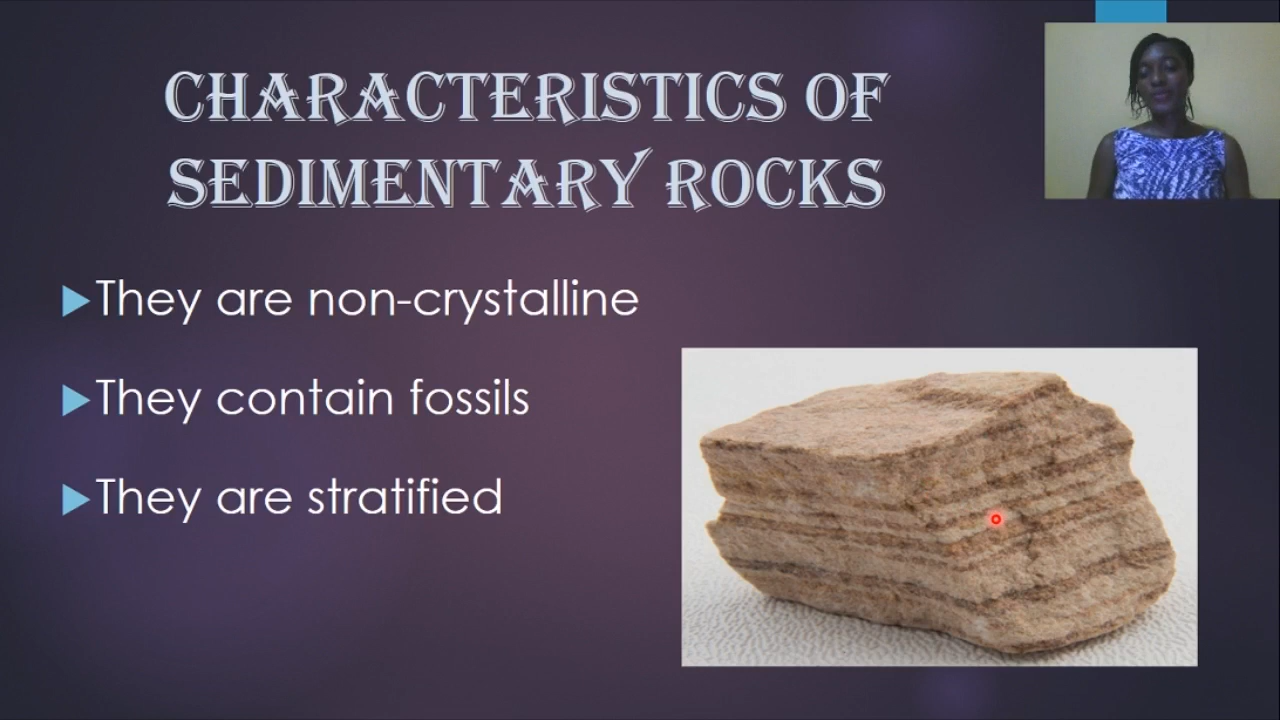 CHARACTERISTICS OF
SEDIMENTARY ROCKS
They are non-crystalline
They contain fossils
They are stratified